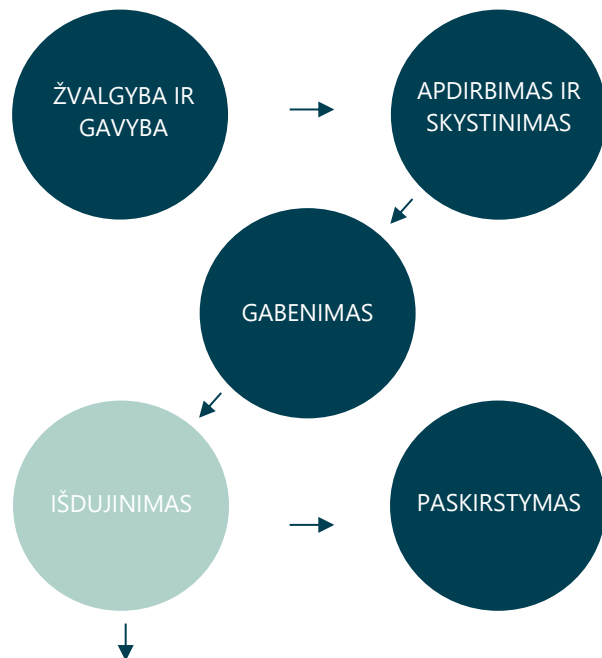 ŽVALGYBA IR
GAVYBA
APDIRBIMAS IR
SKYSTINIMAS
GABENIMAS
IŠDUJINIMAS
PASKIRSTYMAS